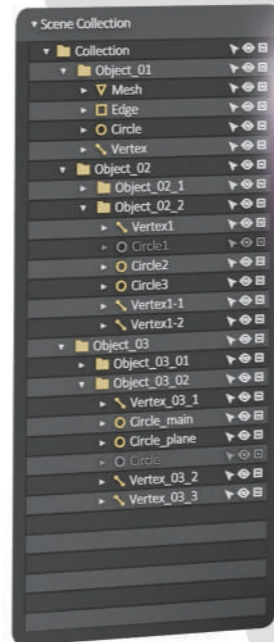 Scene Collection
Collection
Object_01
Mesh
Edge
Circle
Vertex
Object_02
Object_02_1
Object_02_2
Vertex1
Circle1
Circle2
Circle3
Vertex1-1
Vertex1-2
Object_03
Object_03_01
Object_03_02
Vertex_03_1
Circle_main
Circle_plane
Circle
Vertex_03_2
Vertex_03_3